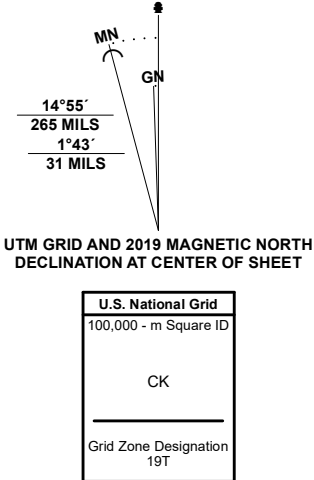 MN
GN
14°55´
265 MILS
1°43´
31 MILS
UTM GRID AND 2019 MAGNETIC NORTH
DECLINATION AT CENTER OF SHEET
U.S. National Grid
100,000 - m Square ID
CK
Grid Zone Designation
19T